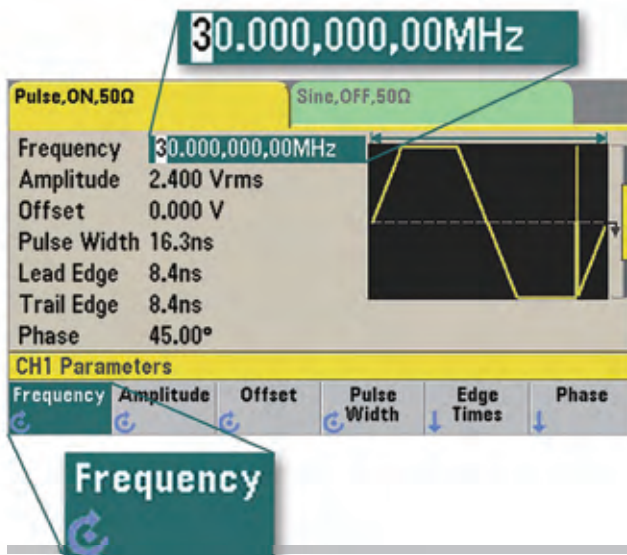 30.000,000,00MHz
Pulse,ON,50Ω
Sine,OFF,50Ω
Frequency 30.000,000,00MHz
Amplitude 2.400 Vrms
Offset 0.000 V
Pulse Width 16.3ns
Lead Edge 8.4ns
Trail Edge 8.4ns
Phase 45.00°
CH1 Parameters
Frequency Amplitude Offset Pulse Width Edge Times Phase
Frequency